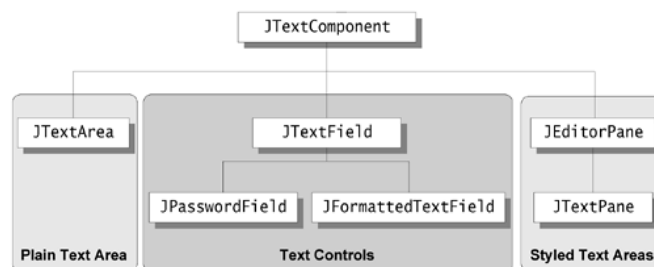 JTextComponent
JTextArea
JTextField
JEditorPane
JPasswordField
JFormattedTextField
JTextPane
Plain Text Area
Text Controls
Styled Text Areas